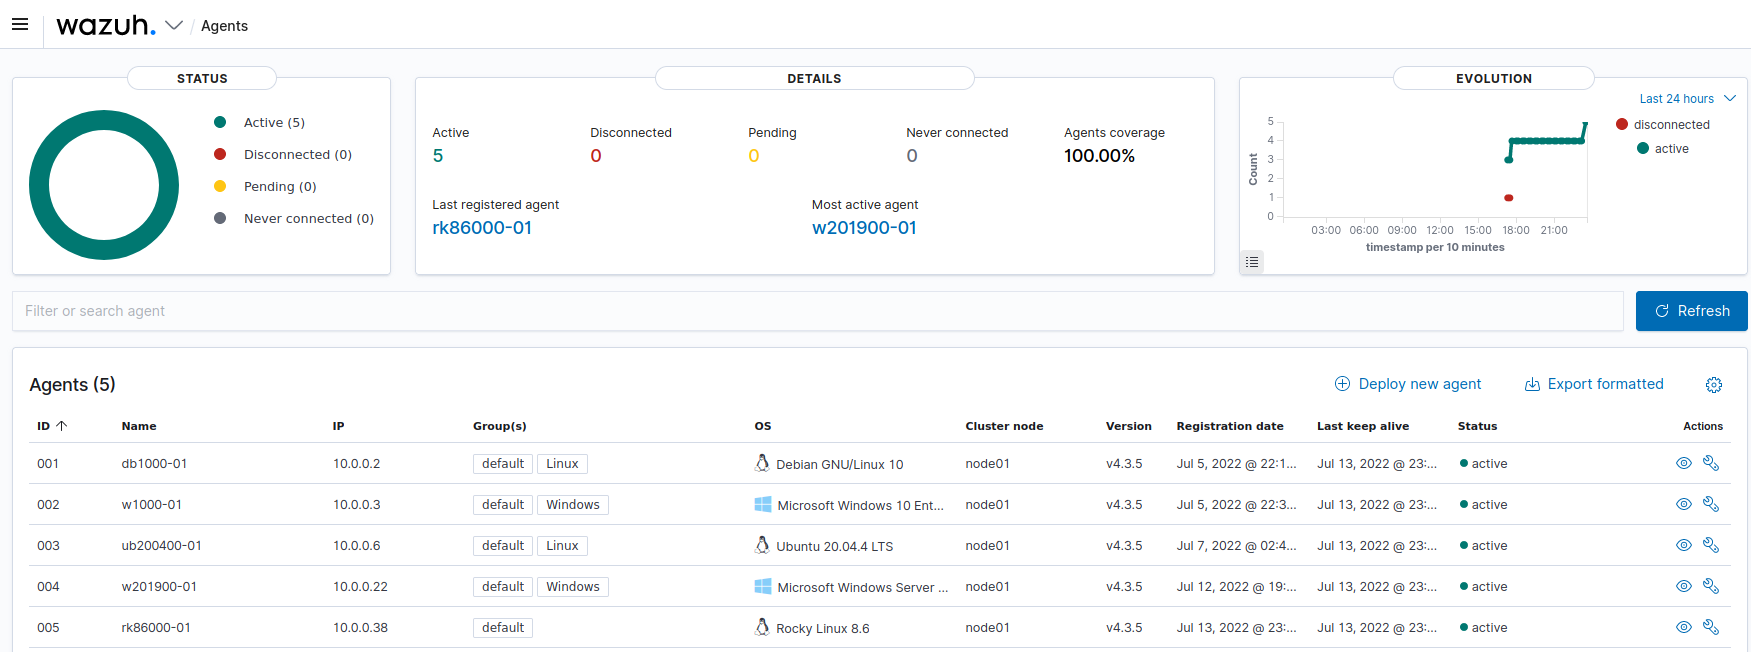 wazuh. / Agents
STATUS
Active (5)
Disconnected (0)
Pending (0)
Never connected (0)
DETAILS
Active Disconnected Pending Never connected Agents coverage
5 0 0 0 100.00%
Last registered agent Most active agent
rk86000-01 w201900-01
EVOLUTION
Last 24 hours
disconnected
active
Count
5
4
3
2
1
0
03:00 06:00 09:00 12:00 15:00 18:00 21:00
timestamp per 10 minutes
Filter or search agent
Refresh
Agents (5) Deploy new agent Export formatted
ID Name IP Group(s) OS Cluster node Version Registration date Last keep alive Status Actions
001 db1000-01 10.0.0.2 default Linux Debian GNU/Linux 10 node01 v4.3.5 Jul 5, 2022 @ 22:1... Jul 13, 2022 @ 23:... active
002 w1000-01 10.0.0.3 default Windows Microsoft Windows 10 Ent... node01 v4.3.5 Jul 5, 2022 @ 22:3... Jul 13, 2022 @ 23:... active
003 ub200400-01 10.0.0.6 default Linux Ubuntu 20.04.4 LTS node01 v4.3.5 Jul 7, 2022 @ 02:4... Jul 13, 2022 @ 23:... active
004 w201900-01 10.0.0.22 default Windows Microsoft Windows Server ... node01 v4.3.5 Jul 12, 2022 @ 19:... Jul 13, 2022 @ 23:... active
005 rk86000-01 10.0.0.38 default Rocky Linux 8.6 node01 v4.3.5 Jul 13, 2022 @ 23:... Jul 13, 2022 @ 23:... active